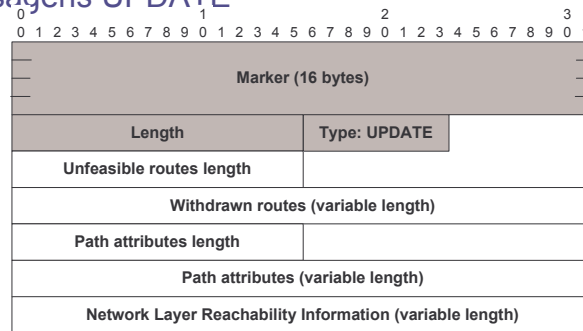 UPDATE
0 1 2 3
0 1 2 3 4 5 6 7 8 9 0 1 2 3 4 5 6 7 8 9 0 1 2 3 4 5 6 7 8 9 0
Marker (16 bytes)
Length Type: UPDATE
Unfeasible routes length
Withdrawn routes (variable length)
Path attributes length
Path attributes (variable length)
Network Layer Reachability Information (variable length)